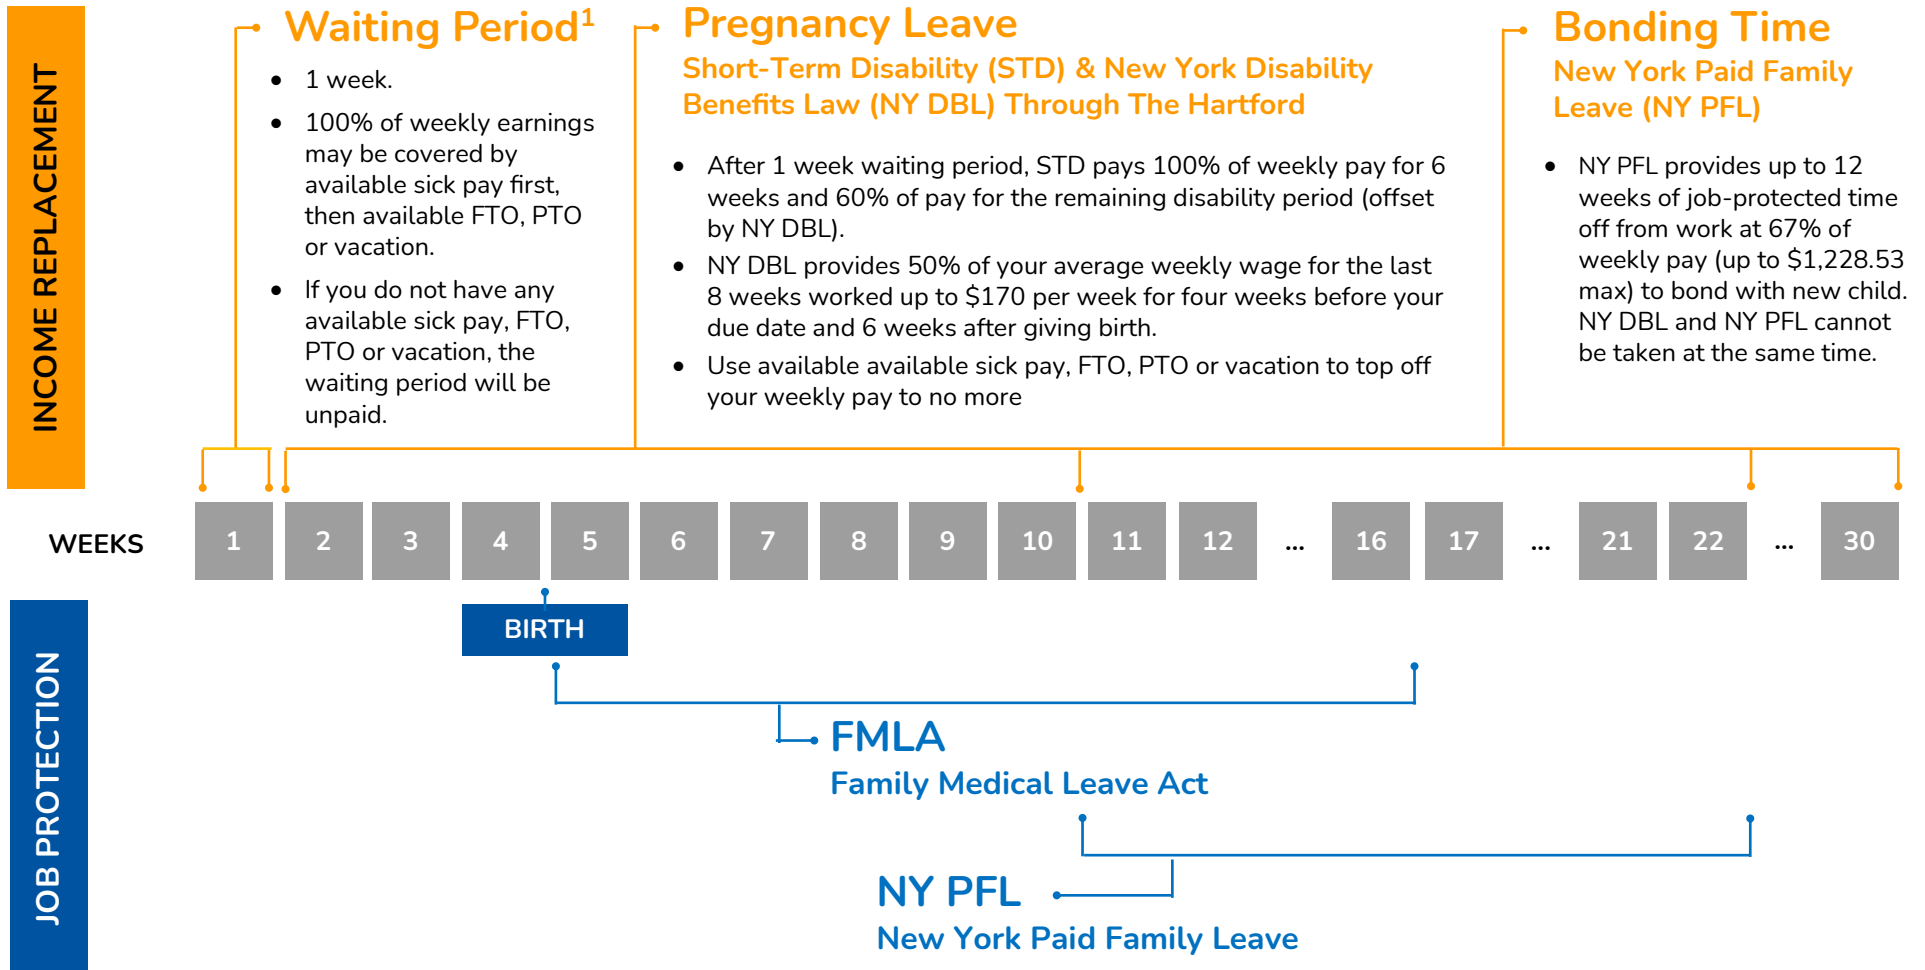 INCOME REPLACEMENT
Waiting Period1
• 1 week.
• 100% of weekly earnings
may be covered by
available sick pay first,
then available FTO, PTO
or vacation.
• If you do not have any
available sick pay, FTO,
PTO or vacation, the
waiting period will be
unpaid.
Pregnancy Leave
Short-Term Disability (STD) & New York Disability
Benefits Law (NY DBL) Through The Hartford
• After 1 week waiting period, STD pays 100% of weekly pay for 6
weeks and 60% of pay for the remaining disability period (offset
by NY DBL).
• NY DBL provides 50% of your average weekly wage for the last
8 weeks worked up to $170 per week for four weeks before your
due date and 6 weeks after giving birth.
• Use available available sick pay, FTO, PTO or vacation to top off
your weekly pay to no more
Bonding Time
New York Paid Family
Leave (NY PFL)
• NY PFL provides up to 12
weeks of job-protected time
off from work at 67% of
weekly pay (up to $1,228.53
max) to bond with new child.
NY DBL and NY PFL cannot
be taken at the same time.
WEEKS 1 2 3 4 5 6 7 8 9 10 11 12 ... 16 17 ... 21 22 ... 30
JOB PROTECTION
BIRTH
FMLA
Family Medical Leave Act
NY PFL
New York Paid Family Leave